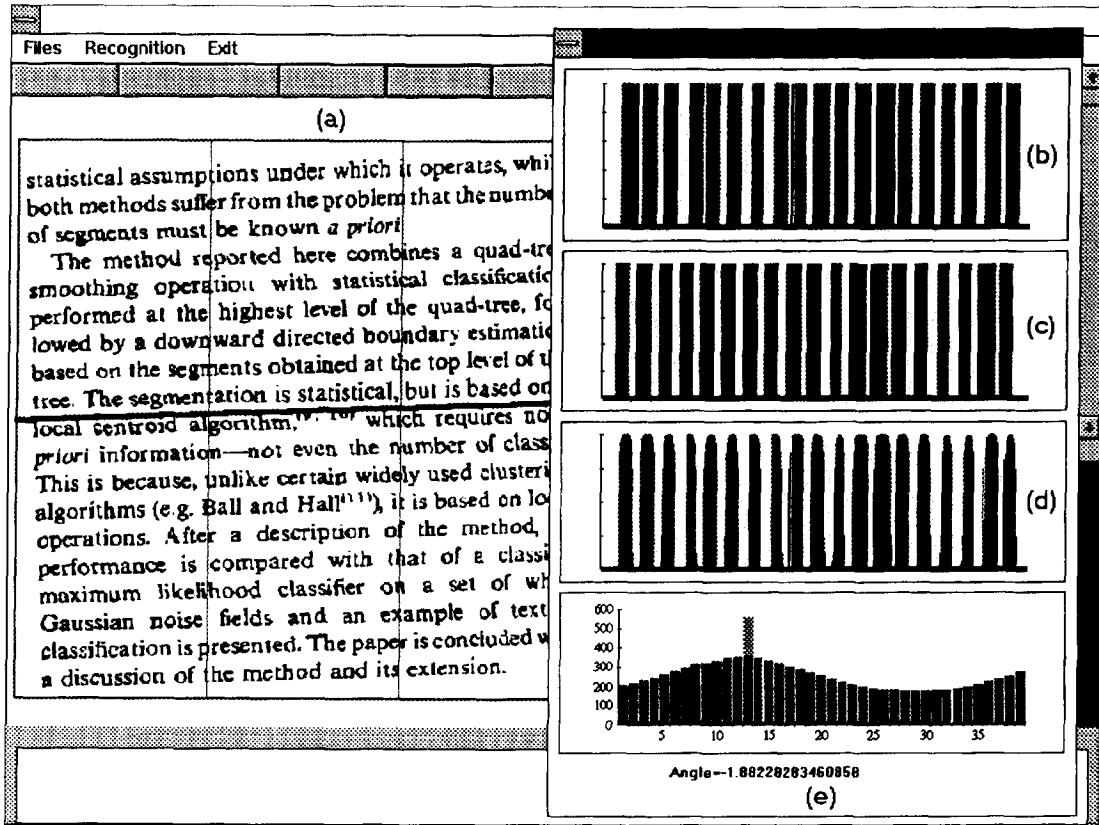 Files Recognition Exit
(a)
statistical assumptions under which it operates, whil
both methods suffer from the problem that the numbe
of segments must be known a priori
The method reported here combines a quad-tre
smoothing operation with statistical classificatio
performed at the highest level of the quad-tree, fo
lowed by a downward directed boundary estimatio
based on the segments obtained at the top level of t
tree. The segmentation is statistical, but is based on
local centroid algorithm, which requires no
priori information—not even the number of class
This is because, unlike certain widely used clusteri
algorithms (e.g. Ball and Hall(11)), it is based on loc
operations. After a description of the method,
performance is compared with that of a classi
maximum likelihood classifier on a set of wh
Gaussian noise fields and an example of text
classification is presented. The paper is concluded w
a discussion of the method and its extension.
(b)
(c)
(d)
600
500
400
300
200
100
0
5 10 15 20 25 30 35
Angle=-1.88228283460858
(e)